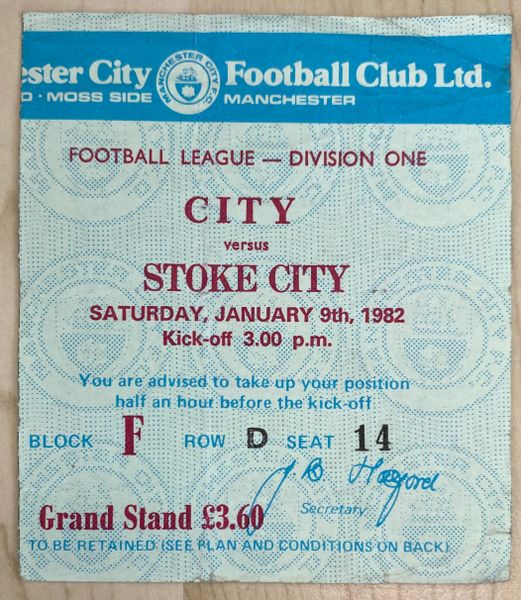 ester City Football Club Ltd.
D · MOSS SIDE MANCHESTER
MANCHESTER CITY F.C.
FOOTBALL LEAGUE — DIVISION ONE
CITY
versus
STOKE CITY
SATURDAY, JANUARY 9th, 1982
Kick-off 3.00 p.m.
You are advised to take up your position
half an hour before the kick-off
BLOCK F ROW D SEAT 14
Secretary
Grand Stand £3.60
TO BE RETAINED (SEE PLAN AND CONDITIONS ON BACK)